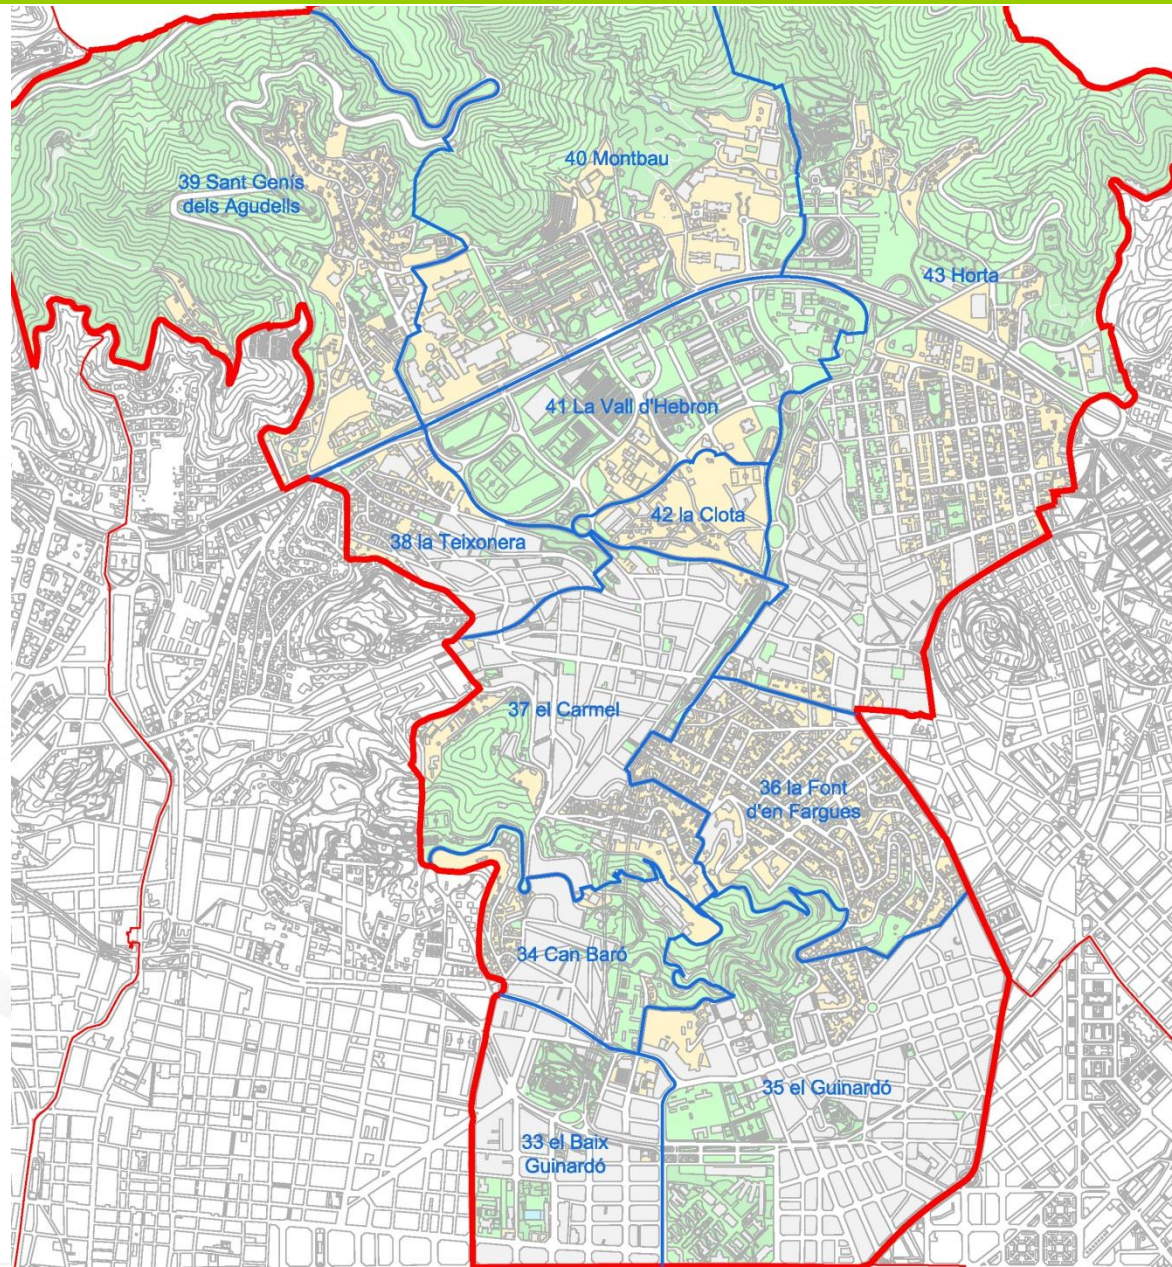 40 Montbau
39 Sant Genís
dels Agudells
43 Horta
41 La Vall d'Hebron
42 la Clota
38 la Teixonera
37 el Carmel
36 la Font
d'en Fargues
34 Can Baró
35 el Guinardó
33 el Baix
Guinardó